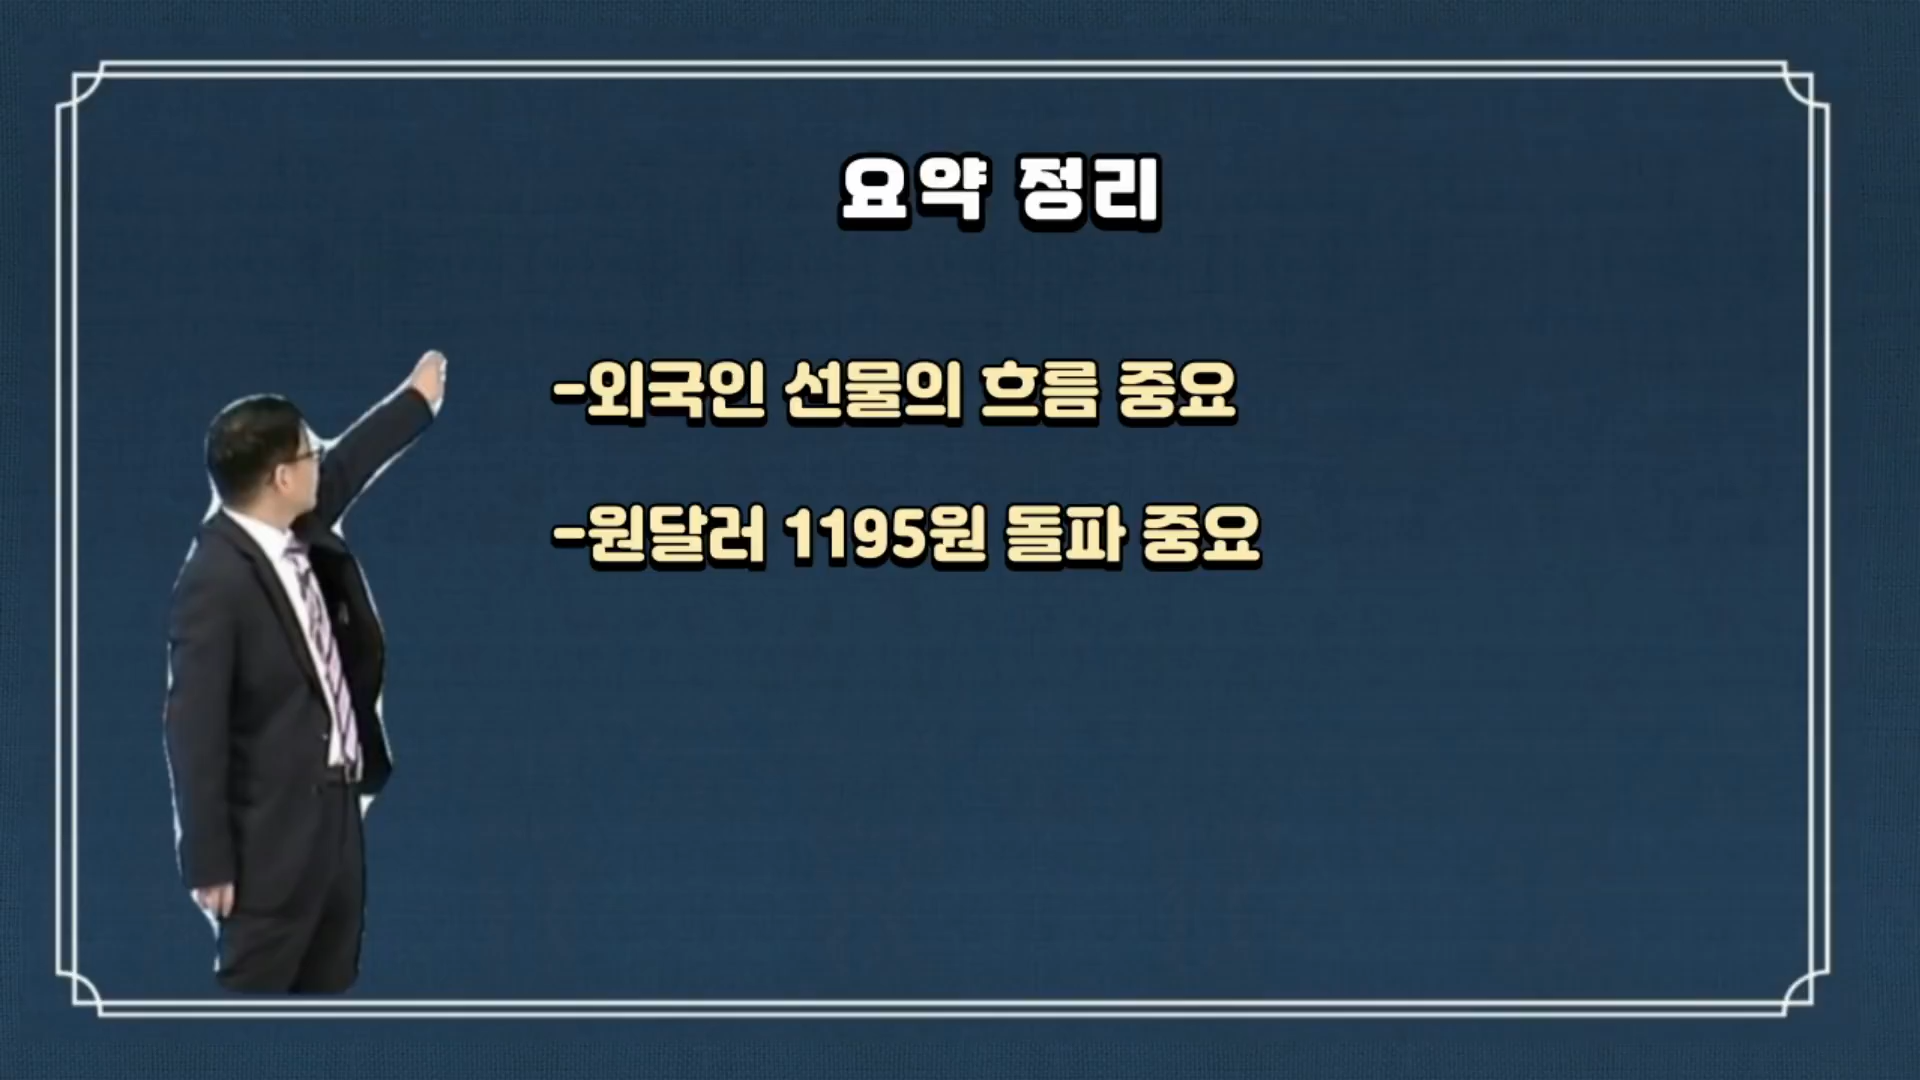 요약 정리
-외국인 선물의 흐름 중요
-원달러 1195원 돌파 중요